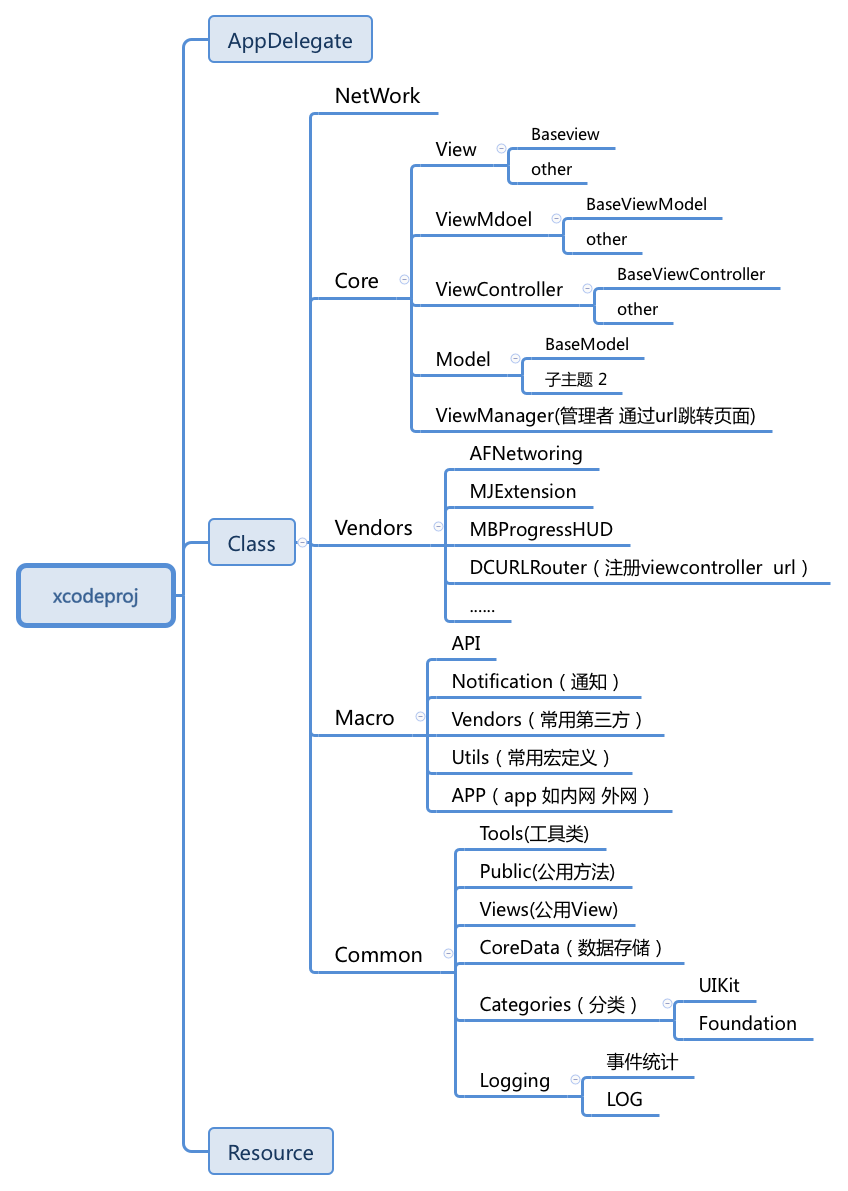 AppDelegate
NetWork
Baseview
View
other
BaseViewModel
ViewMdoel
other
BaseViewController
Core
ViewController
other
BaseModel
Model
子主题 2
ViewManager(管理者 通过url跳转页面)
AFNetworing
MJExtension
Vendors
MBProgressHUD
Class
DCURLRouter（注册viewcontroller  url）
xcodeproj
......
API
Notification（通知）
Macro
Vendors（常用第三方）
Utils（常用宏定义）
APP（app 如内网 外网）
Tools(工具类)
Public(公用方法)
Views(公用View)
Common
CoreData（数据存储）
UIKit
Categories（分类）
Foundation
事件统计
Logging
LOG
Resource